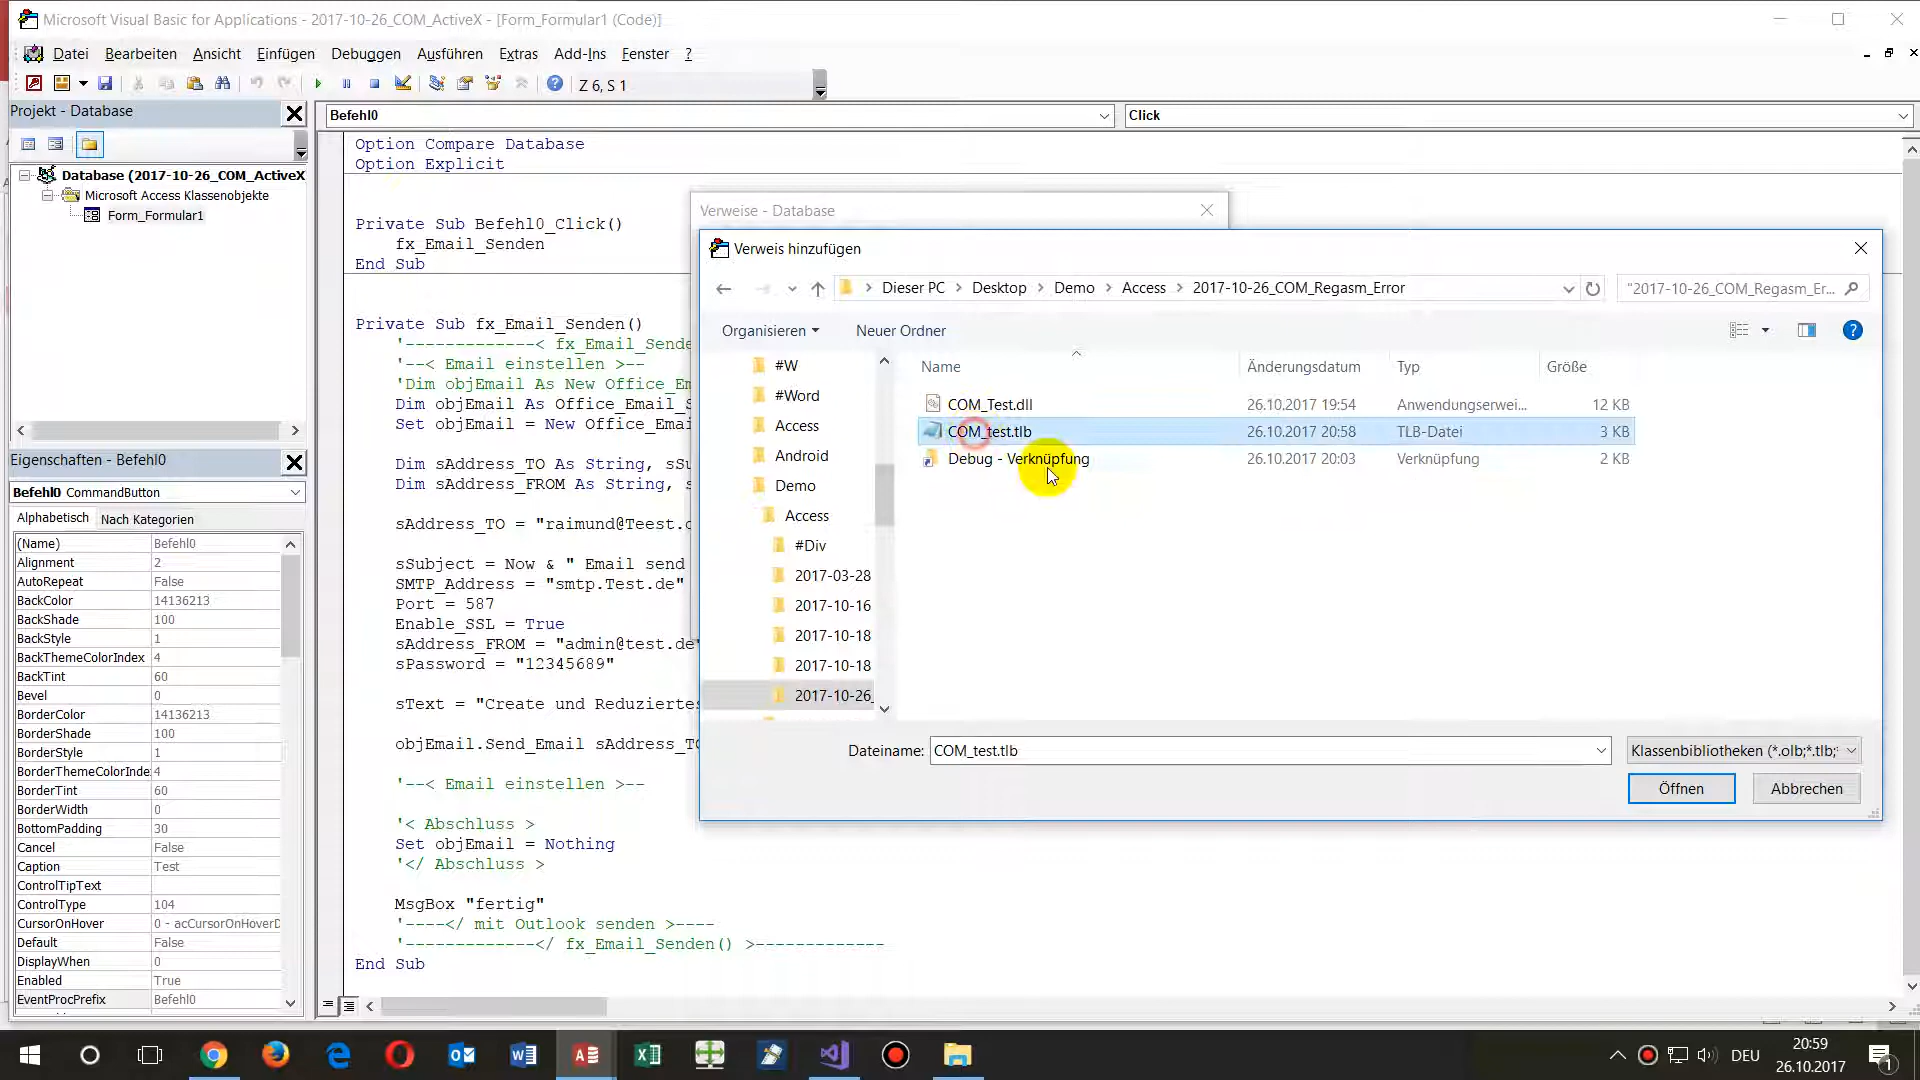 Microsoft Visual Basic for Applications - 2017-10-26_COM_ActiveX - [Form_Formular1 (Code)]
Datei Bearbeiten Ansicht Einfügen Debuggen Ausführen Extras Add-Ins Fenster ?
Z 6, S 1
Projekt - Database
Database (2017-10-26_COM_ActiveX
Microsoft Access Klassenobjekte
Form_Formular1
Eigenschaften - Befehl0
Befehl0 CommandButton
Alphabetisch Nach Kategorien
(Name) Befehl0
Alignment 2
AutoRepeat False
BackColor 14136213
BackShade 100
BackStyle 1
BackThemeColorIndex 4
BackTint 60
Bevel 0
BorderColor 14136213
BorderShade 100
BorderStyle 1
BorderThemeColorInde: 4
BorderTint 60
BorderWidth 0
BottomPadding 30
Cancel False
Caption Test
ControlTipText
ControlType 104
CursorOnHover 0 - acCursorOnHoverD
Default False
DisplayWhen 0
Enabled True
EventProcPrefix Befehl0
Befehl0 Click
Option Compare Database
Option Explicit
Private Sub Befehl0_Click()
fx_Email_Senden
End Sub
Private Sub fx_Email_Senden()
'-------------< fx_Email_Sende
'--< Email einstellen >--
'Dim objEmail As New Office_Em
Dim objEmail As Office_Email_S
Set objEmail = New Office_Emai
Dim sAddress_TO As String, sSu
Dim sAddress_FROM As String, s
sAddress_TO = "raimund@Teest.d
sSubject = Now & " Email send
SMTP_Address = "smtp.Test.de"
Port = 587
Enable_SSL = True
sAddress_FROM = "admin@test.de"
sPassword = "12345689"
sText = "Create und Reduziertes
objEmail.Send_Email sAddress_TO
'--< Email einstellen >--
'< Abschluss >
Set objEmail = Nothing
'</ Abschluss >
MsgBox "fertig"
'----</ mit Outlook senden >----
'-------------</ fx_Email_Senden() >-------------
End Sub
Verweise - Database
Verweis hinzufügen
Dieser PC > Desktop > Demo > Access > 2017-10-26_COM_Regasm_Error
"2017-10-26_COM_Regasm_Er...
Organisieren Neuer Ordner
#W
#Word
Access
Android
Demo
Access
#Div
2017-03-28
2017-10-16
2017-10-18
2017-10-18
2017-10-26_
Name Änderungsdatum Typ Größe
COM_Test.dll 26.10.2017 19:54 Anwendungserwei... 12 KB
COM_test.tlb 26.10.2017 20:58 TLB-Datei 3 KB
Debug - Verknüpfung 26.10.2017 20:03 Verknüpfung 2 KB
Dateiname: COM_test.tlb Klassenbibliotheken (*.olb;*.tlb;
Öffnen Abbrechen
DEU
20:59
26.10.2017
1